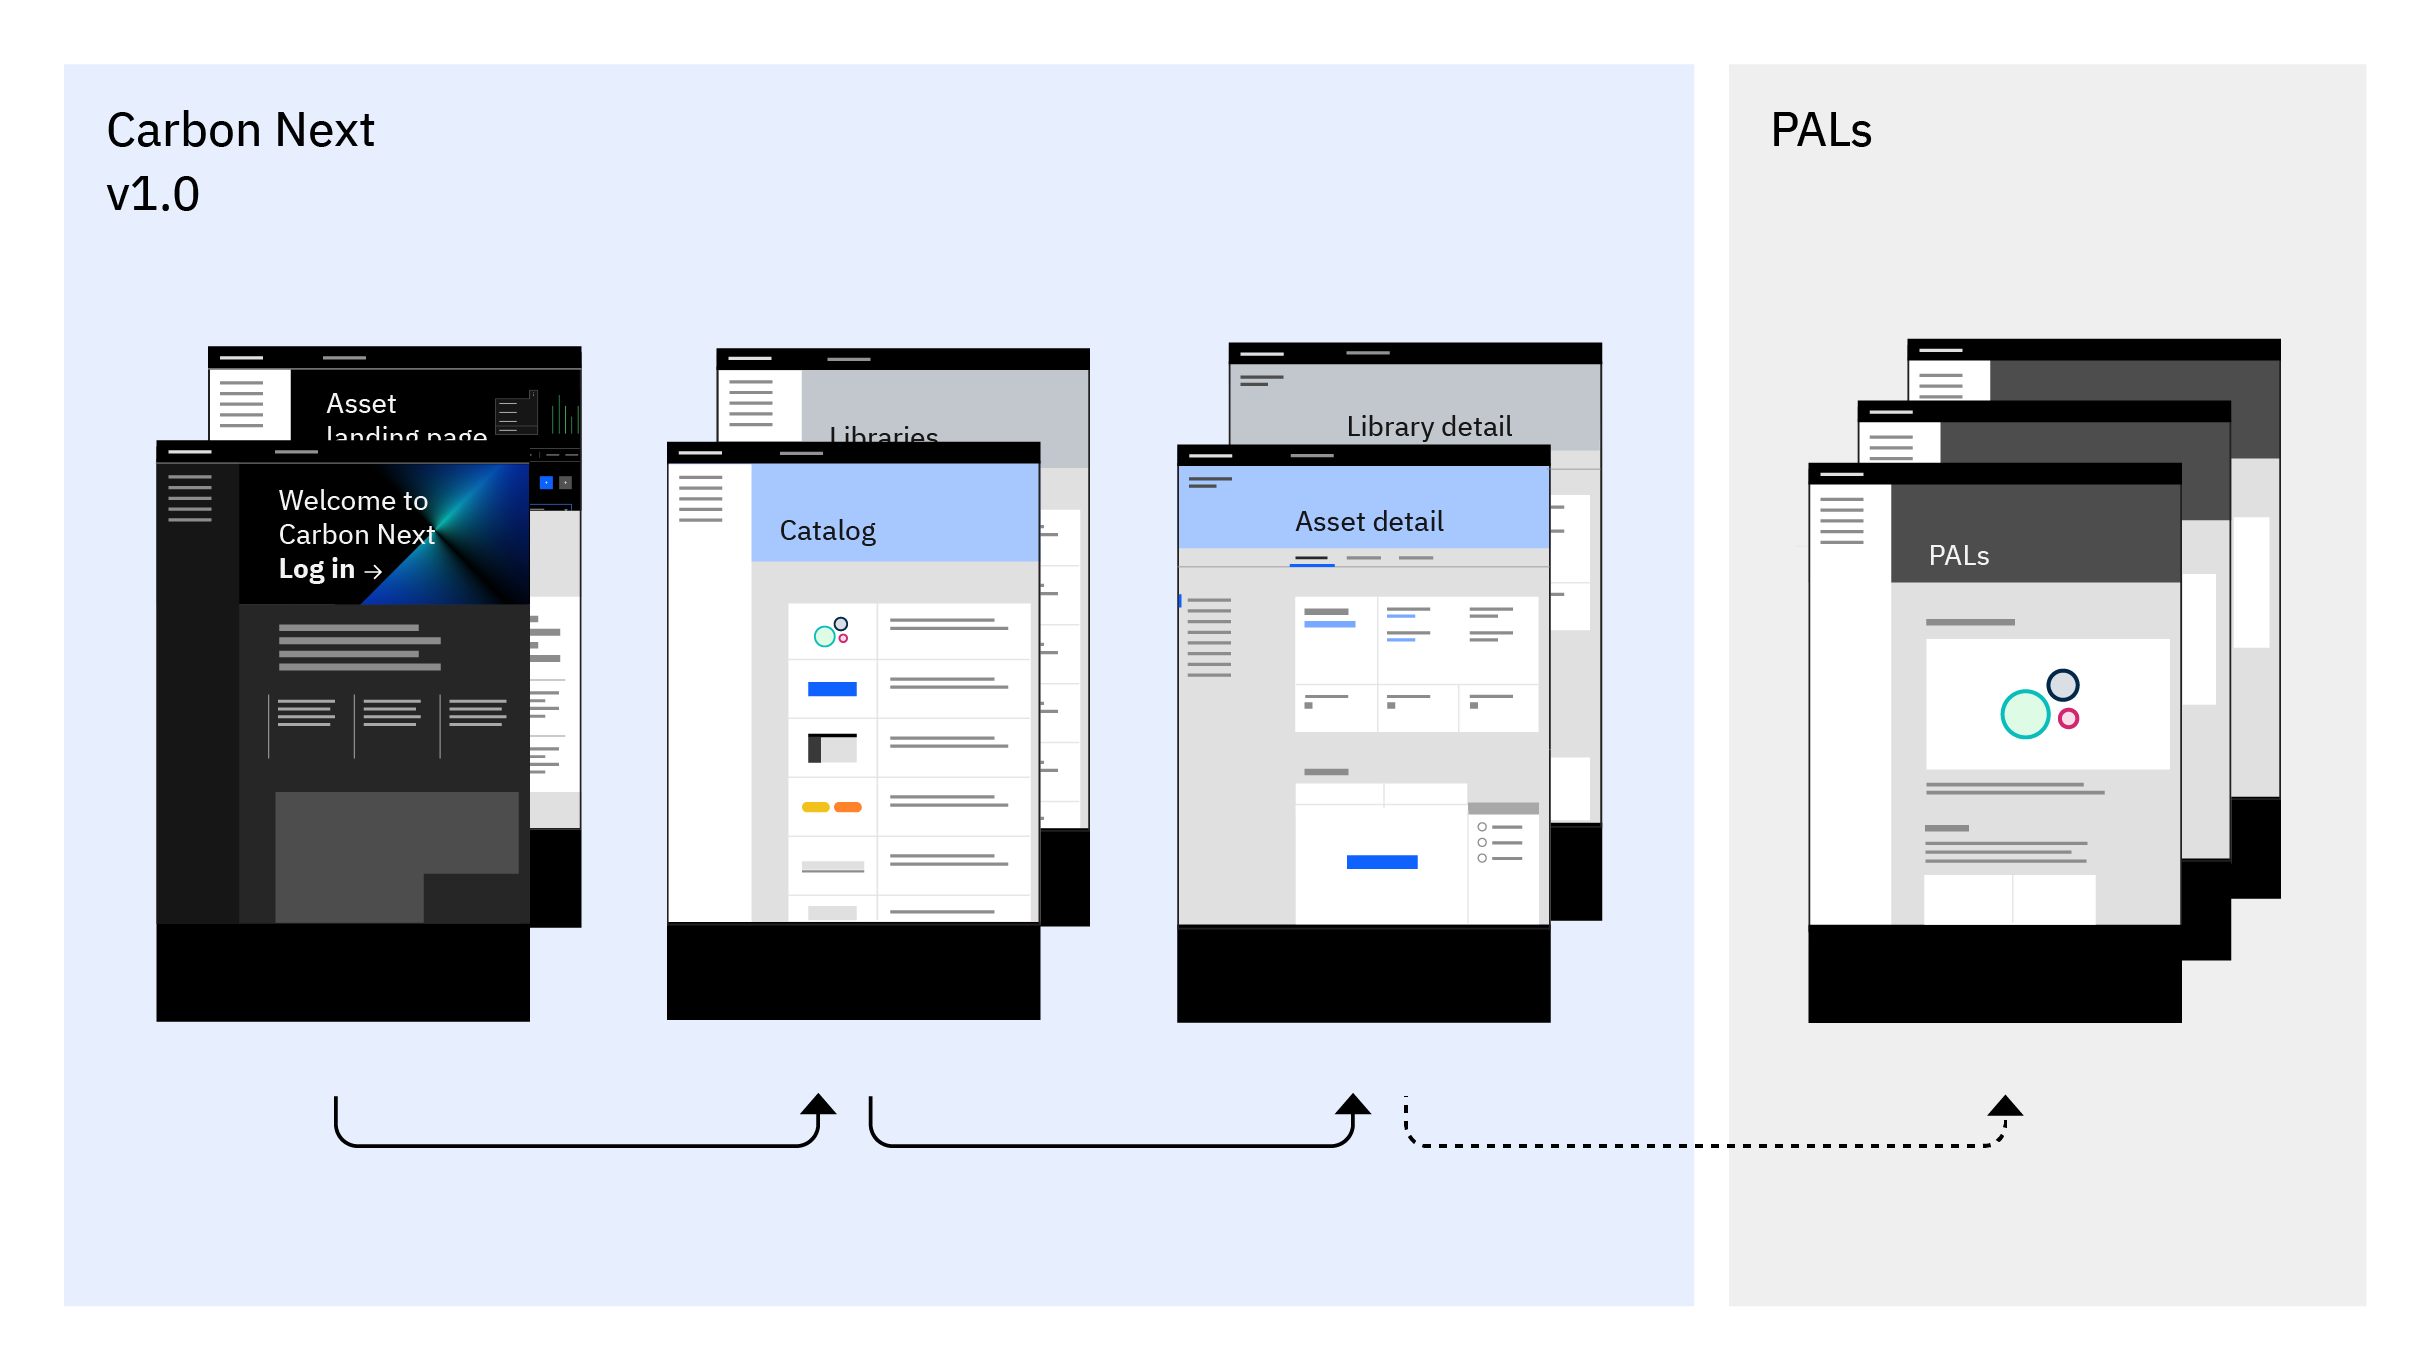 Carbon Next
v1.0
PALs
Asset
landing page
Welcome to
Carbon Next
Log in →
Libraries
Catalog
Library detail
Asset detail
PALs